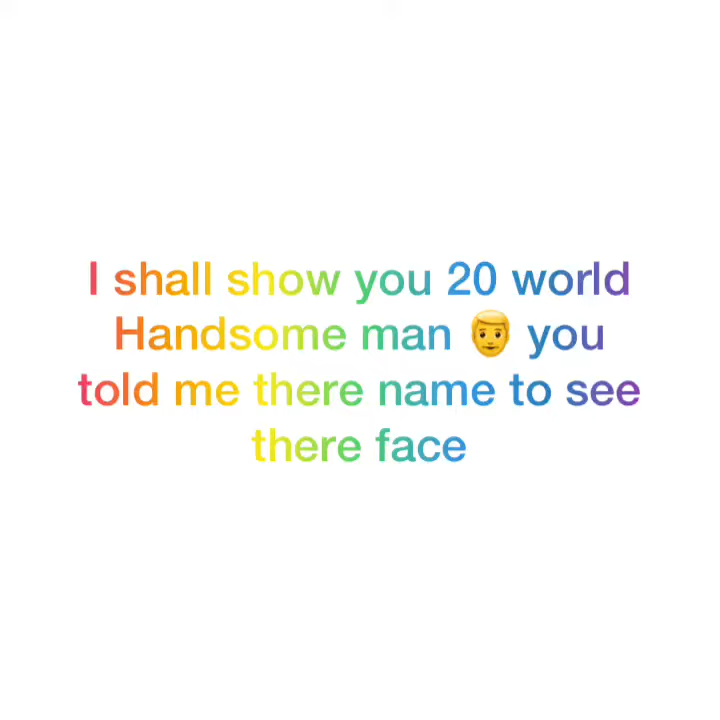 I shall show you 20 world
Handsome man 👨 you
told me there name to see
there face